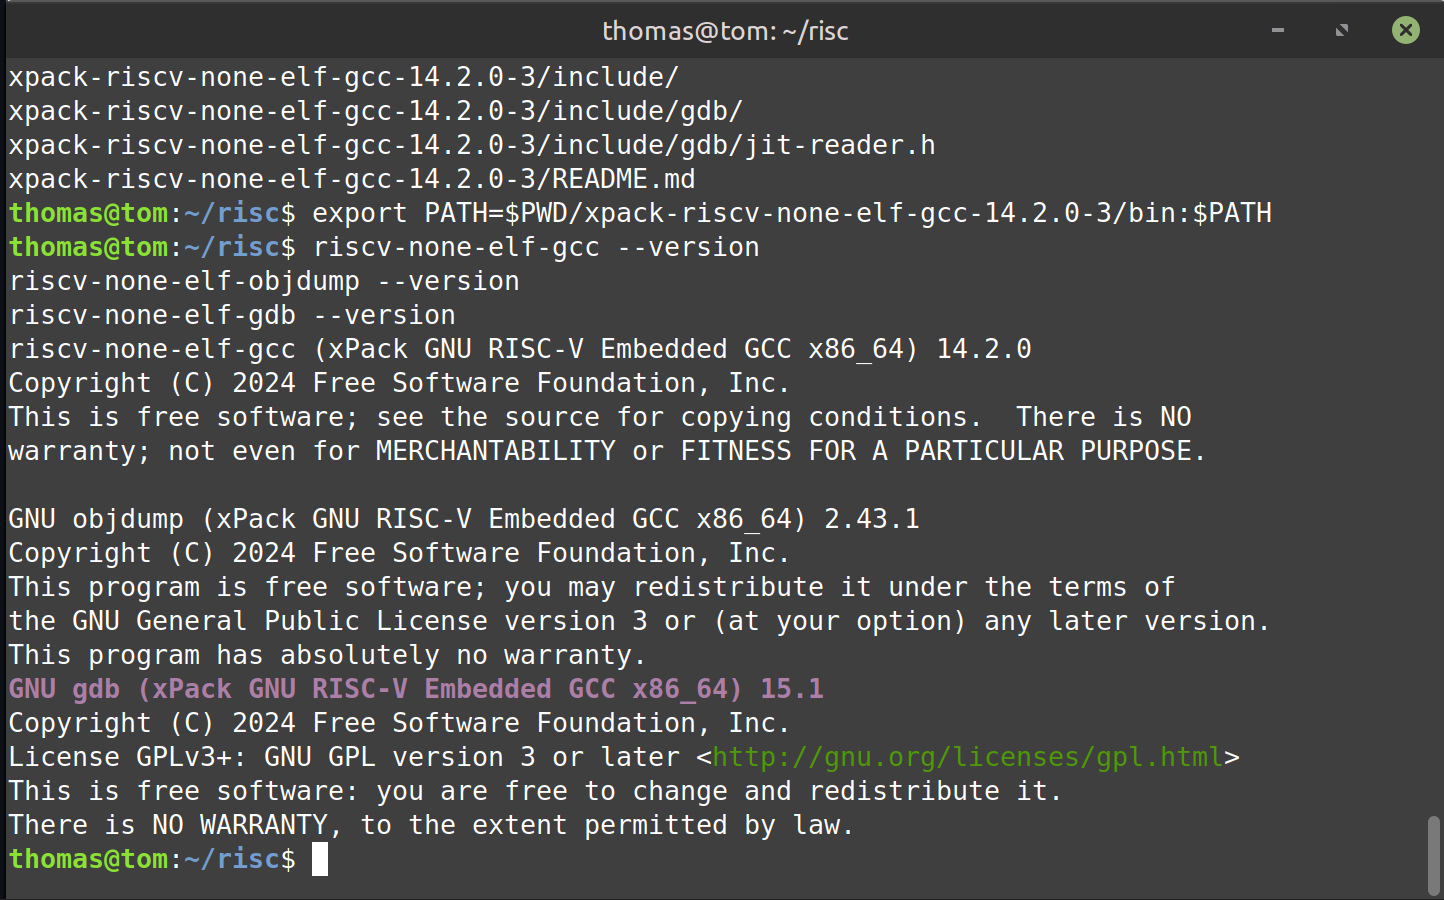 thomas@tom: ~/risc
xpack-riscv-none-elf-gcc-14.2.0-3/include/
xpack-riscv-none-elf-gcc-14.2.0-3/include/gdb/
xpack-riscv-none-elf-gcc-14.2.0-3/include/gdb/jit-reader.h
xpack-riscv-none-elf-gcc-14.2.0-3/README.md
thomas@tom:~/risc$ export PATH=$PWD/xpack-riscv-none-elf-gcc-14.2.0-3/bin:$PATH
thomas@tom:~/risc$ riscv-none-elf-gcc --version
riscv-none-elf-objdump --version
riscv-none-elf-gdb --version
riscv-none-elf-gcc (xPack GNU RISC-V Embedded GCC x86_64) 14.2.0
Copyright (C) 2024 Free Software Foundation, Inc.
This is free software; see the source for copying conditions.  There is NO
warranty; not even for MERCHANTABILITY or FITNESS FOR A PARTICULAR PURPOSE.

GNU objdump (xPack GNU RISC-V Embedded GCC x86_64) 2.43.1
Copyright (C) 2024 Free Software Foundation, Inc.
This program is free software; you may redistribute it under the terms of
the GNU General Public License version 3 or (at your option) any later version.
This program has absolutely no warranty.
GNU gdb (xPack GNU RISC-V Embedded GCC x86_64) 15.1
Copyright (C) 2024 Free Software Foundation, Inc.
License GPLv3+: GNU GPL version 3 or later <http://gnu.org/licenses/gpl.html>
This is free software: you are free to change and redistribute it.
There is NO WARRANTY, to the extent permitted by law.
thomas@tom:~/risc$